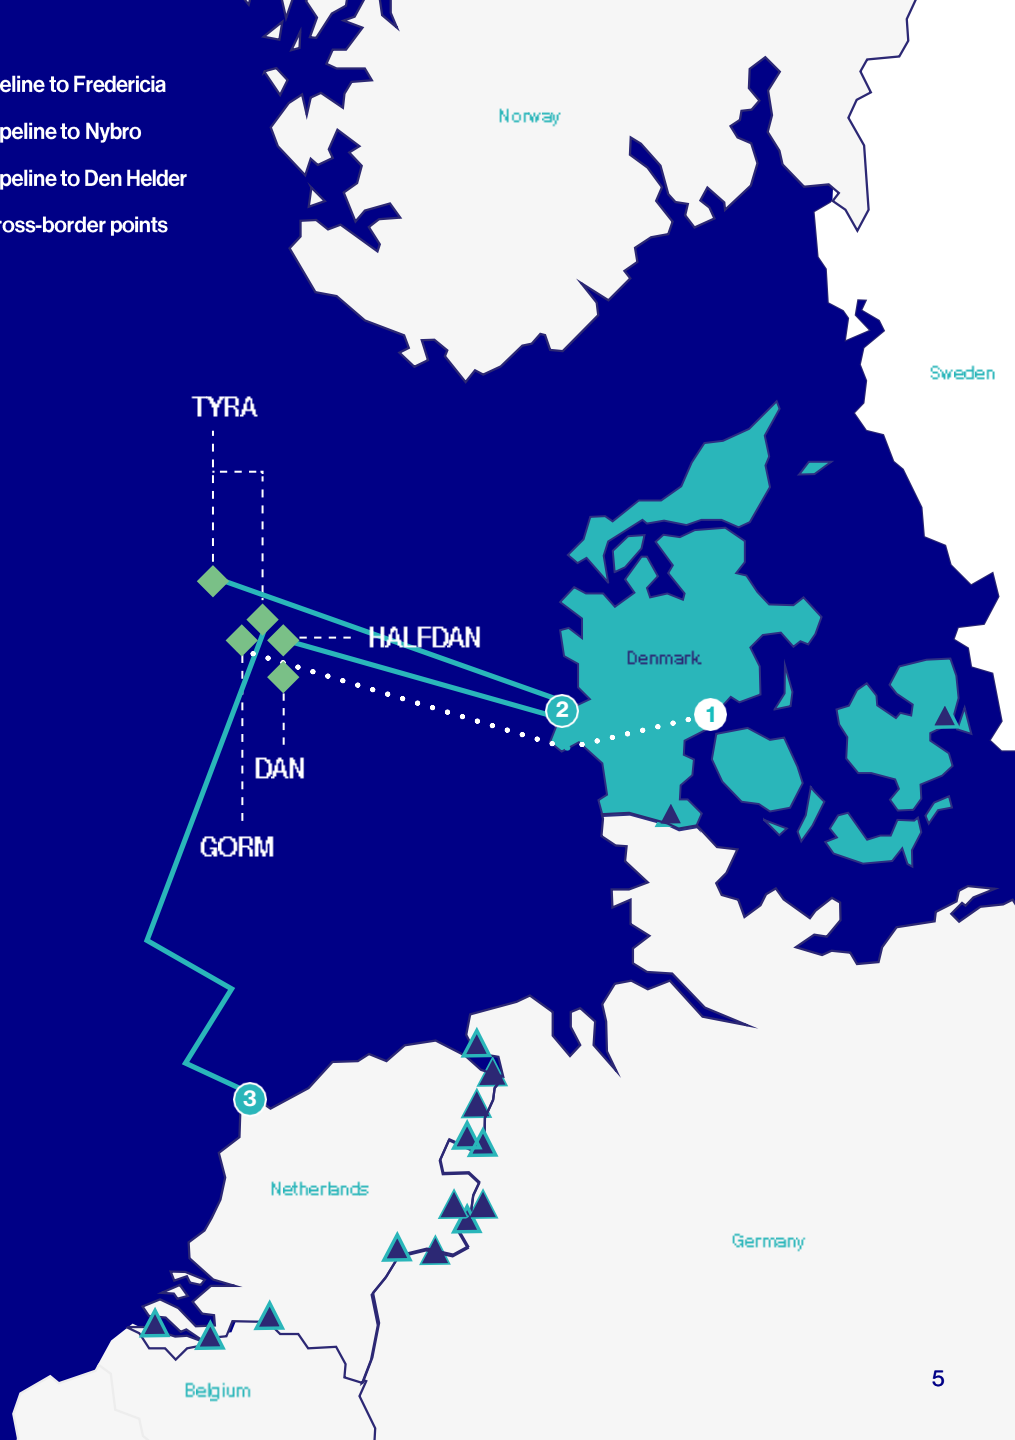 eline to Fredericia
peline to Nybro
peline to Den Helder
ross-border points
Norway
Sweden
TYRA
HALFDAN
Denmark
2
1
DAN
GORM
3
Netherlands
Germany
Belgium
5